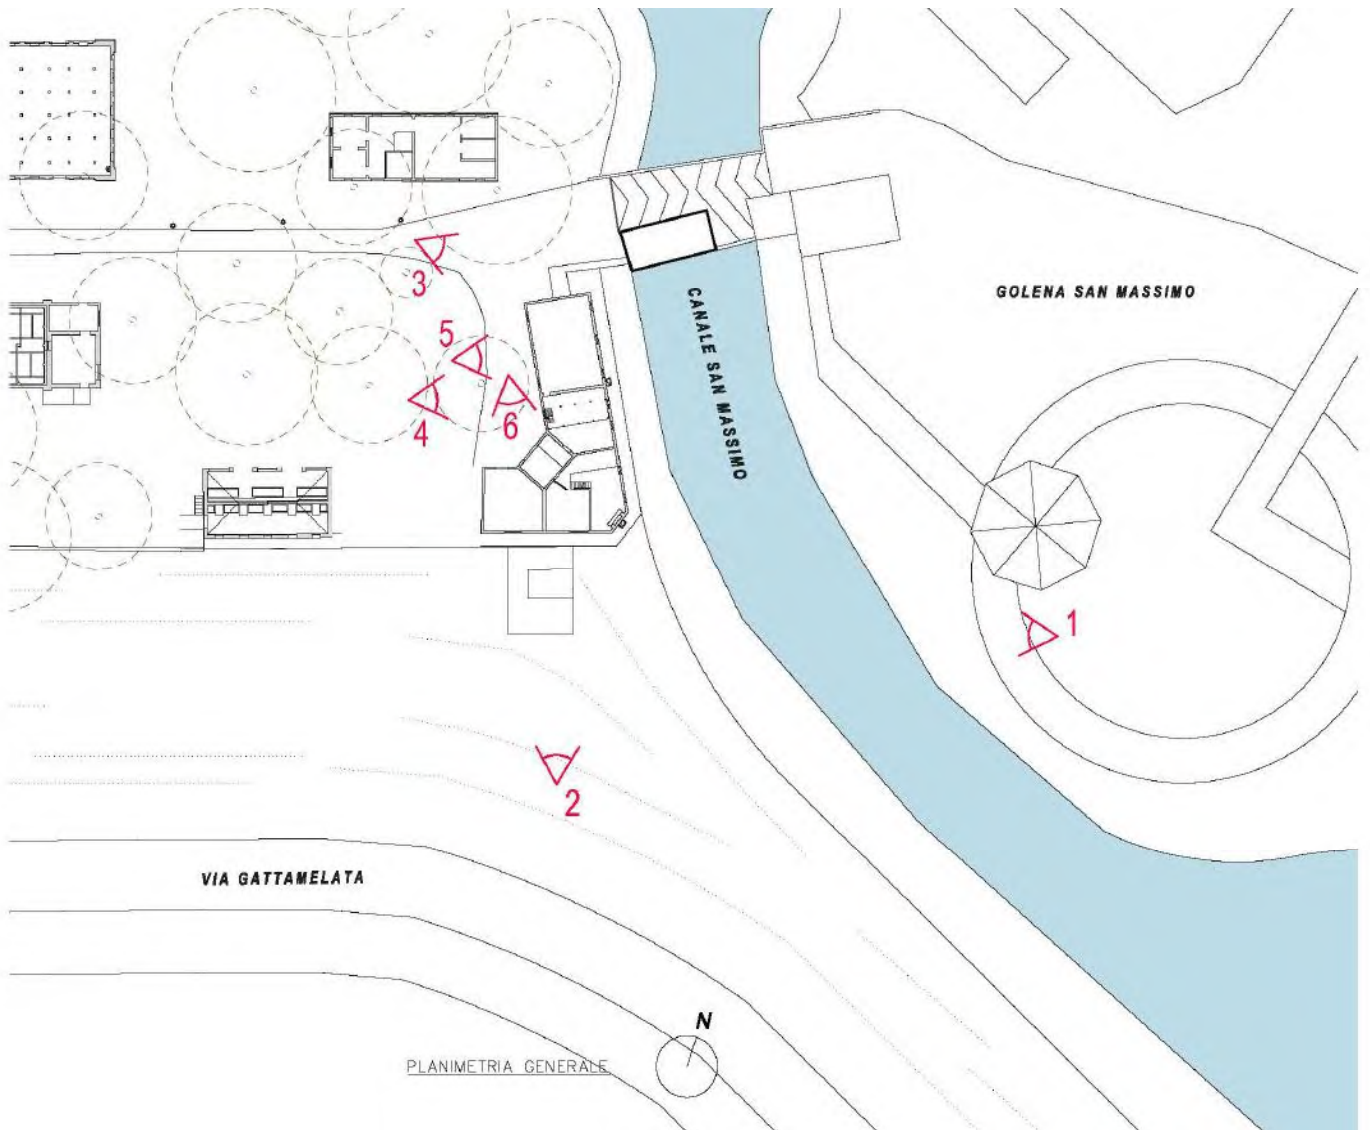 GOLENA SAN MASSIMO
CANALE SAN MASSIMO
3
5
4
6
1
2
VIA GATTAMELATA
N
PLANIMETRIA GENERALE